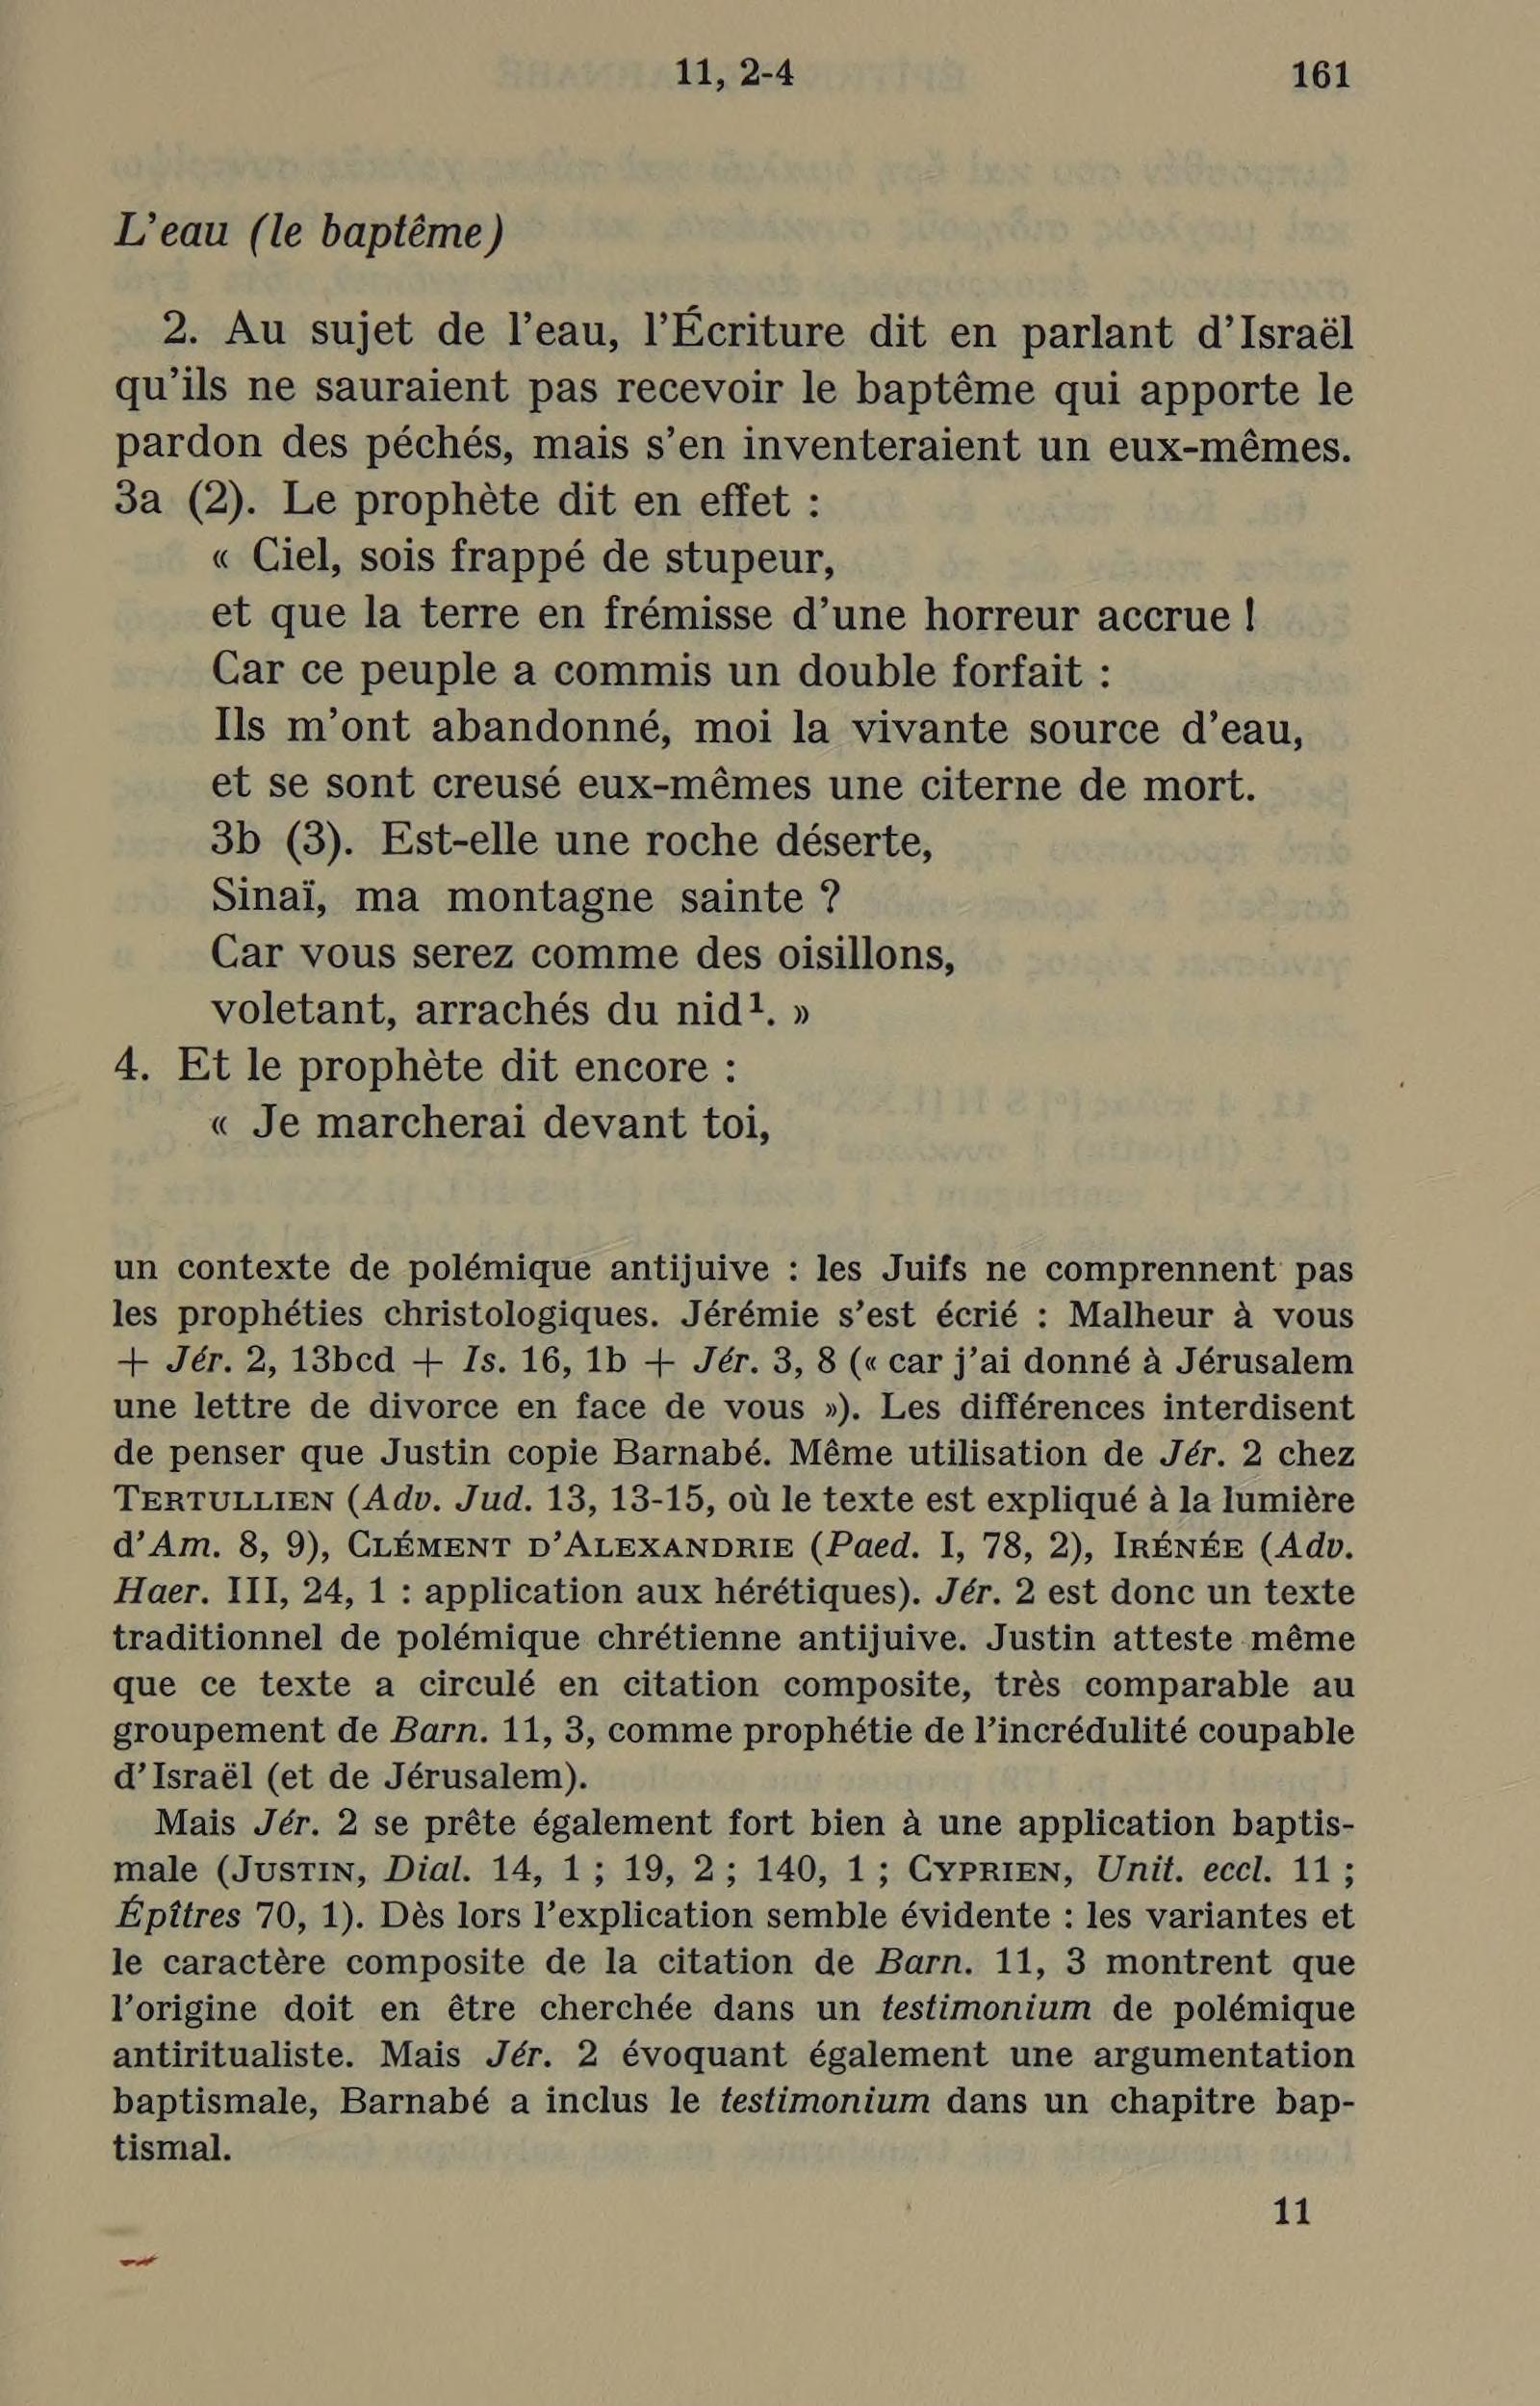 11, 2-4
161
L'eau (le baptême)
2. Au sujet de l'eau, l'Écriture dit en parlant d'Israël
qu'ils ne sauraient pas recevoir le baptême qui apporte le
pardon des péchés, mais s'en inventeraient un eux-mêmes.
3a (2). Le prophète dit en effet :
« Ciel, sois frappé de stupeur,
et que la terre en frémisse d'une horreur accrue !
Car ce peuple a commis un double forfait :
Ils m'ont abandonné, moi la vivante source d'eau,
et se sont creusé eux-mêmes une citerne de mort.
3b (3). Est-elle une roche déserte,
Sinaï, ma montagne sainte ?
Car vous serez comme des oisillons,
voletant, arrachés du nid¹. »
4. Et le prophète dit encore :
« Je marcherai devant toi,
un contexte de polémique antijuive : les Juifs ne comprennent pas
les prophéties christologiques. Jérémie s'est écrié : Malheur à vous
+ Jér. 2, 13bcd + Is. 16, 1b + Jér. 3, 8 (« car j'ai donné à Jérusalem
une lettre de divorce en face de vous »). Les différences interdisent
de penser que Justin copie Barnabé. Même utilisation de Jér. 2 chez
TERTULLIEN (Adv. Jud. 13, 13-15, où le texte est expliqué à la lumière
d'Am. 8, 9), CLÉMENT D'ALEXANDRIE (Paed. I, 78, 2), IRÉNÉE (Adv.
Haer. III, 24, 1 : application aux hérétiques). Jér. 2 est donc un texte
traditionnel de polémique chrétienne antijuive. Justin atteste même
que ce texte a circulé en citation composite, très comparable au
groupement de Barn. 11, 3, comme prophétie de l'incrédulité coupable
d'Israël (et de Jérusalem).
Mais Jér. 2 se prête également fort bien à une application baptis-
male (JUSTIN, Dial. 14, 1 ; 19, 2 ; 140, 1 ; CYPRIEN, Unit. eccl. 11 ;
Épîtres 70, 1). Dès lors l'explication semble évidente : les variantes et
le caractère composite de la citation de Barn. 11, 3 montrent que
l'origine doit en être cherchée dans un testimonium de polémique
antiritualiste. Mais Jér. 2 évoquant également une argumentation
baptismale, Barnabé a inclus le testimonium dans un chapitre bap-
tismal.
11